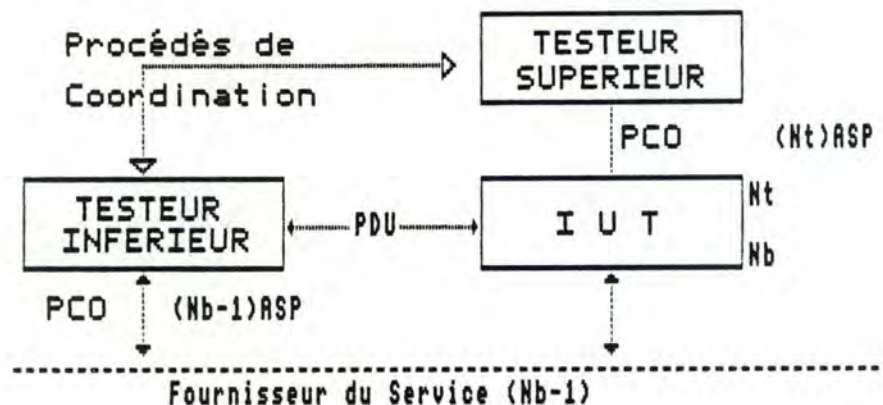 Procédés de
Coordination
TESTEUR
SUPERIEUR
PCO (Nt)ASP
TESTEUR
INFERIEUR
PDU
I U T
Nt
Nb
PCO (Nb-1)ASP
Fournisseur du Service (Nb-1)